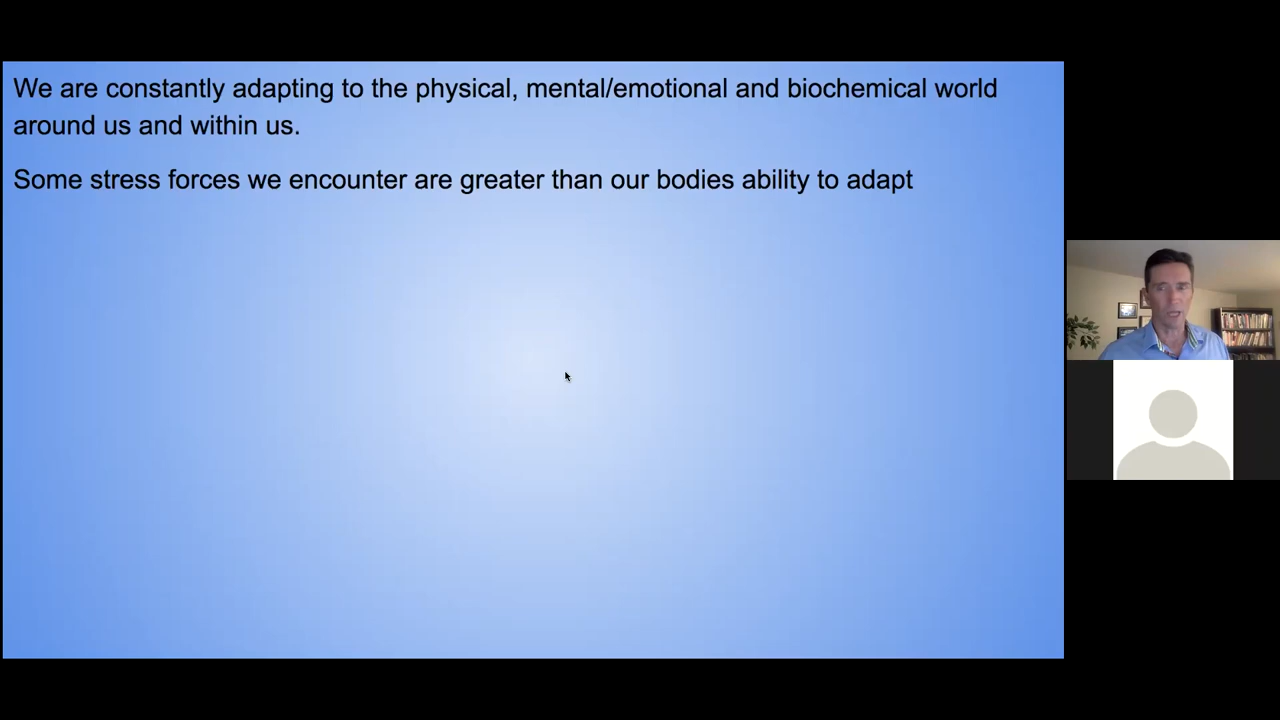 We are constantly adapting to the physical, mental/emotional and biochemical world
around us and within us.
Some stress forces we encounter are greater than our bodies ability to adapt